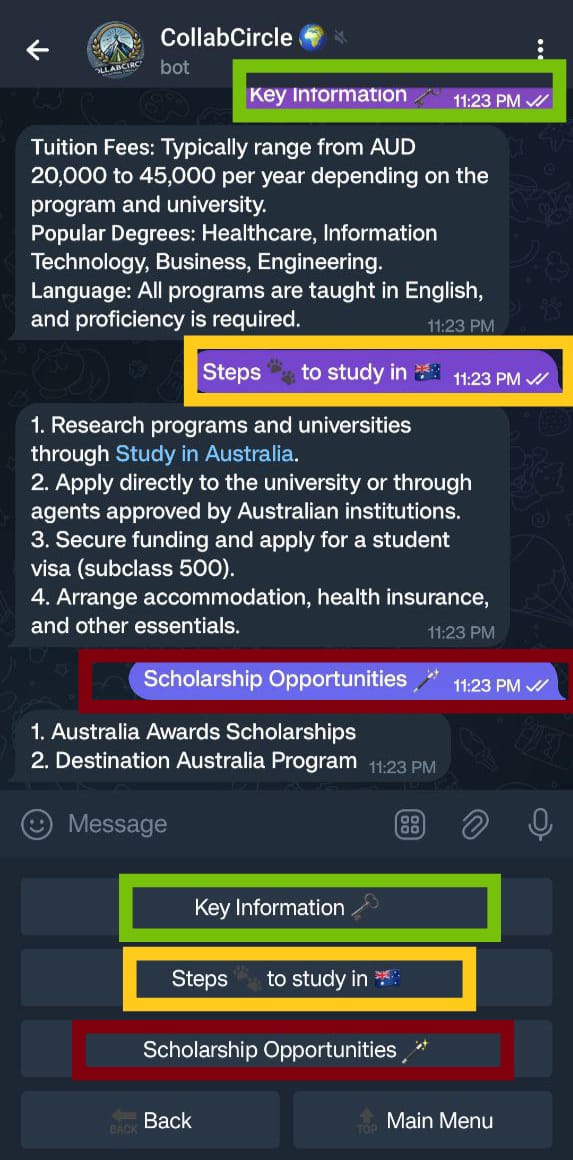 CollabCircle 🌍
bot
COLLABCIRC
Key Information 🗝️ 11:23 PM
Tuition Fees: Typically range from AUD
20,000 to 45,000 per year depending on the
program and university.
Popular Degrees: Healthcare, Information
Technology, Business, Engineering.
Language: All programs are taught in English,
and proficiency is required.
11:23 PM
Steps 🐾 to study in 🇦🇺 11:23 PM
1. Research programs and universities
through Study in Australia.
2. Apply directly to the university or through
agents approved by Australian institutions.
3. Secure funding and apply for a student
visa (subclass 500).
4. Arrange accommodation, health insurance,
and other essentials.
11:23 PM
Scholarship Opportunities 🪄 11:23 PM
1. Australia Awards Scholarships
2. Destination Australia Program 11:23 PM
Message
Key Information 🗝️
Steps 🐾 to study in 🇦🇺
Scholarship Opportunities 🪄
🔙 Back
🔝 Main Menu